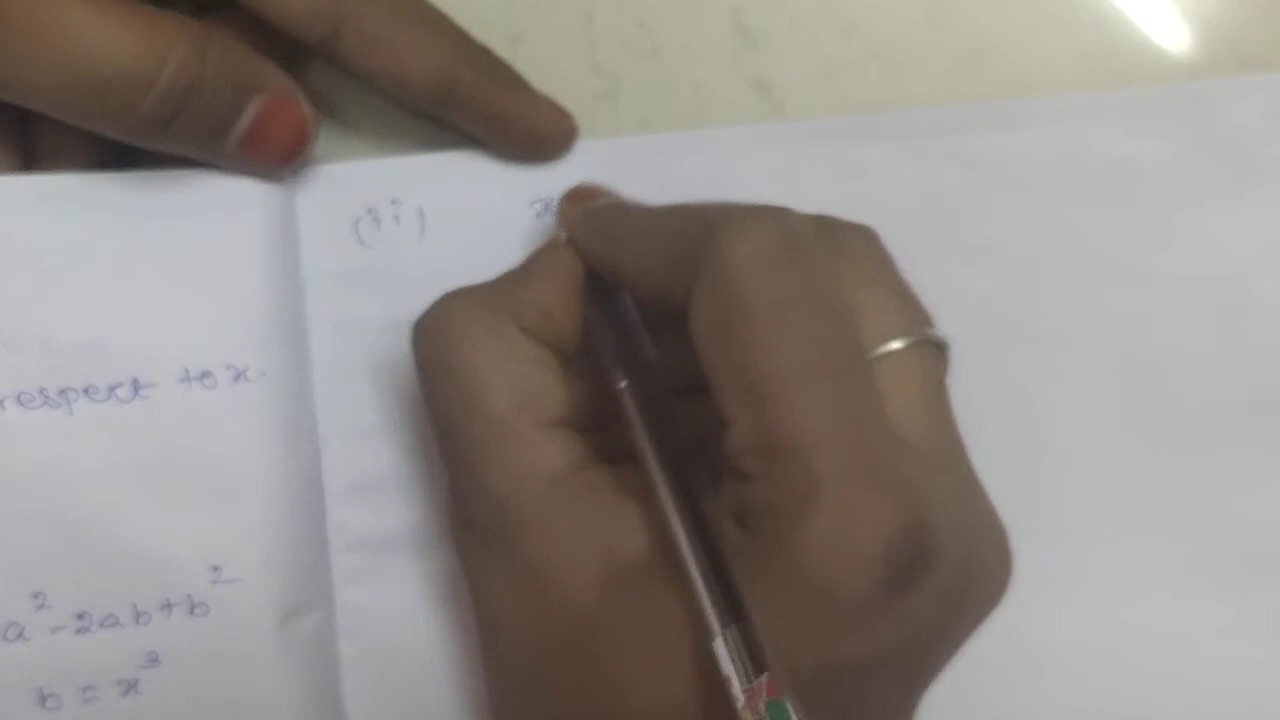 respect to x.
a² - 2ab + b²
b = x³
(ii) x